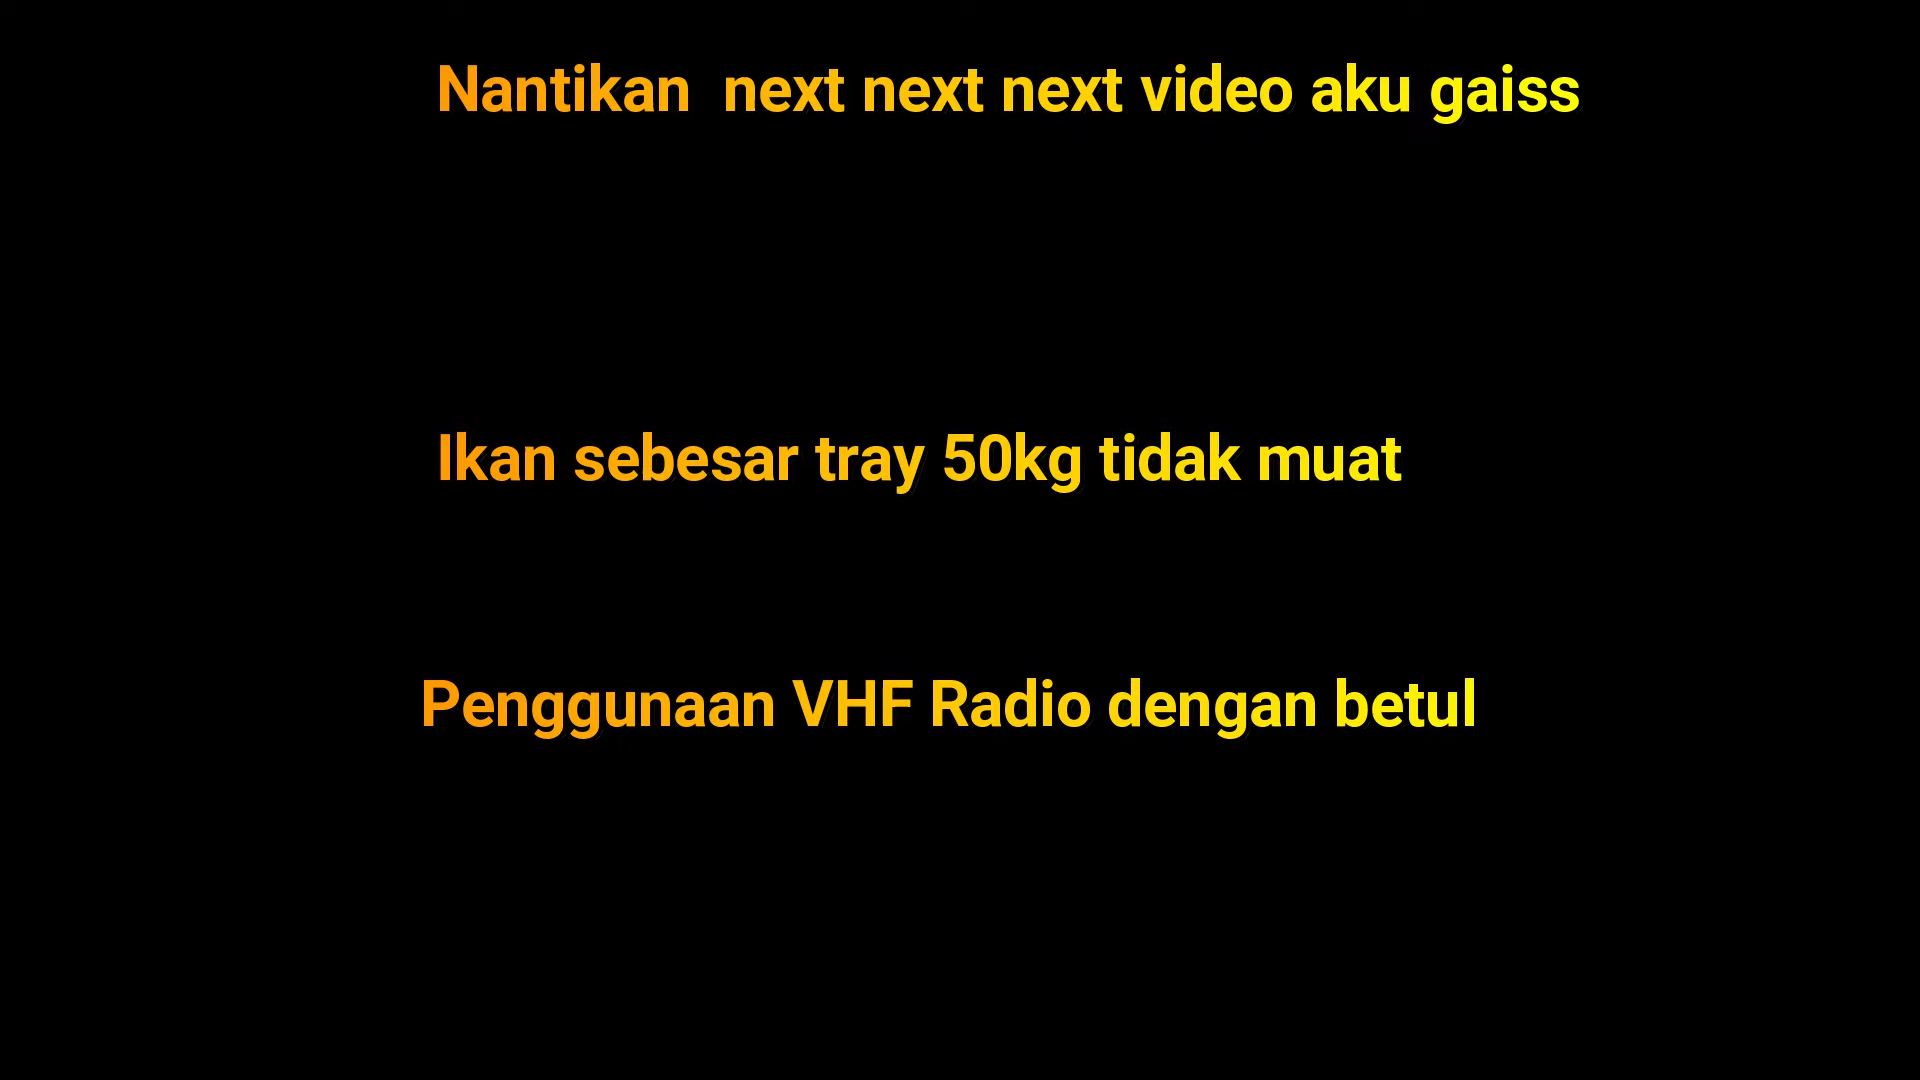 Nantikan  next next next video aku gaiss
Ikan sebesar tray 50kg tidak muat
Penggunaan VHF Radio dengan betul